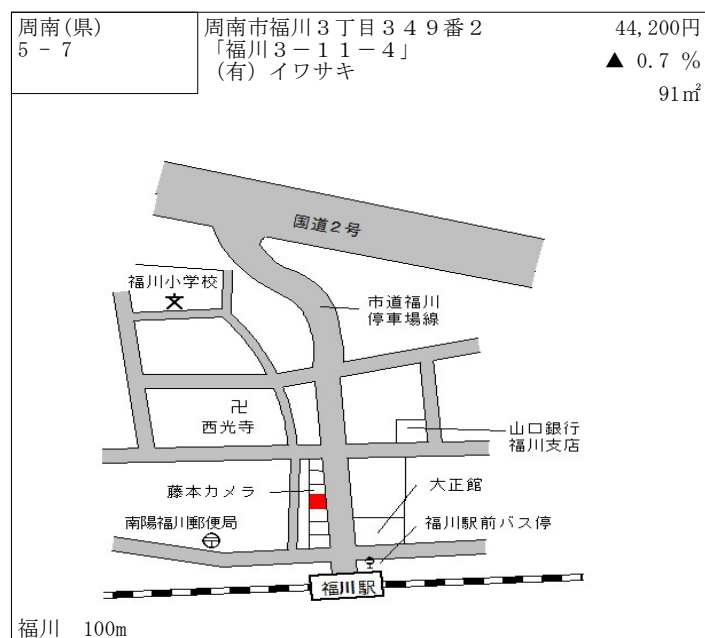 周南(県)
5 - 7
周南市福川３丁目３４９番２
「福川３－１１－４」
（有）イワサキ
44,200円
▲ 0.7 %
91㎡
国道２号
福川小学校
文
市道福川
停車場線
卍
西光寺
山口銀行
福川支店
藤本カメラ
大正館
南陽福川郵便局
福川駅前バス停
福川駅
福川　100m